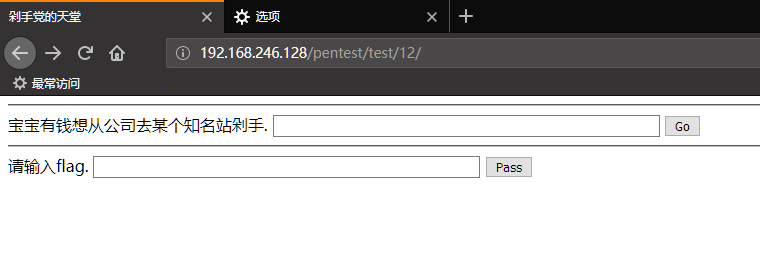 剁手党的天堂
选项
192.168.246.128/pentest/test/12/
最常访问
宝宝有钱想从公司去某个知名站剁手. Go
请输入flag. Pass